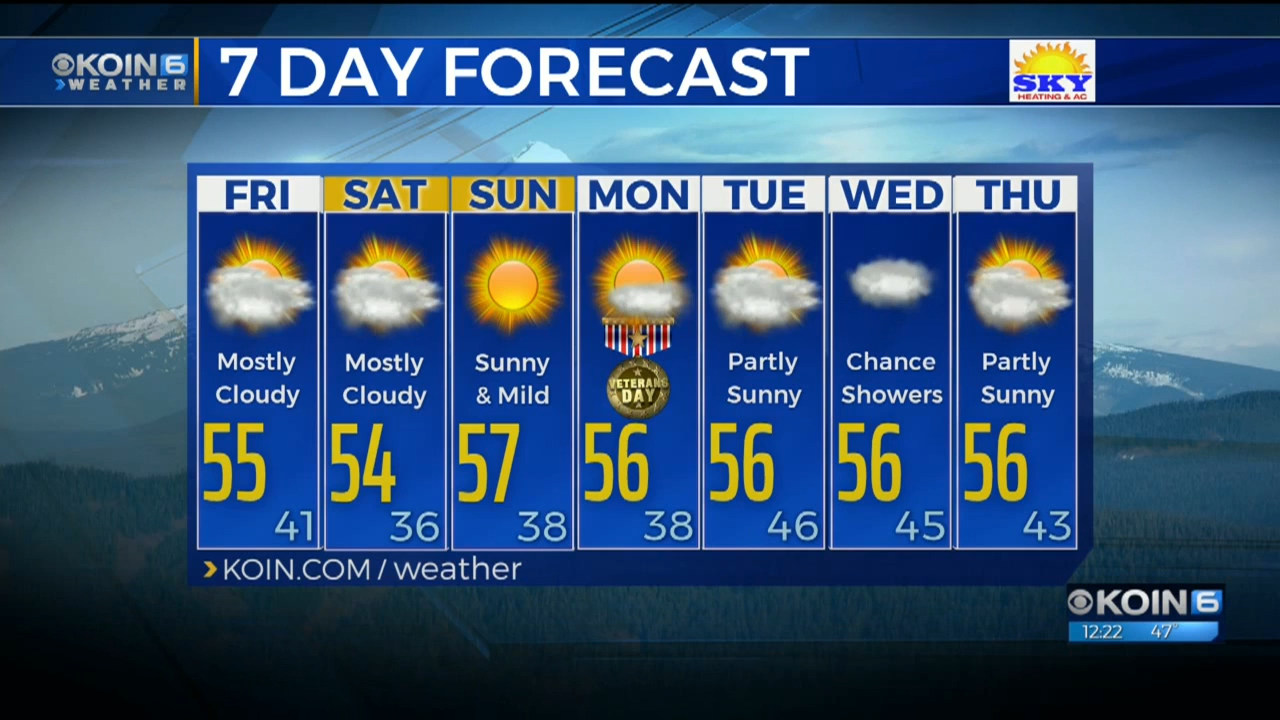 KOIN 6
WEATHER
7 DAY FORECAST
SKY
HEATING & AC
FRI SAT SUN MON TUE WED THU
Mostly Cloudy
Mostly Cloudy
Sunny & Mild
VETERANS DAY
Partly Sunny
Chance Showers
Partly Sunny
55 54 57 56 56 56 56
41 36 38 38 46 45 43
KOIN.COM / weather
KOIN 6
12:22 47°